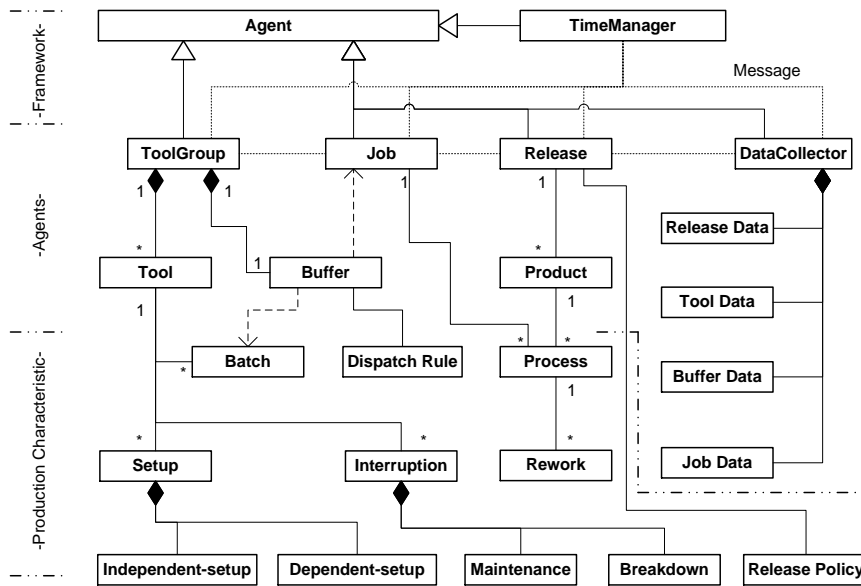 Agent
TimeManager
-Framework-
Message
ToolGroup
Job
Release
DataCollector
1
1
1
1
-Agents-
Release Data
*
1
*
Tool
Buffer
Product
1
1
Tool Data
*
*
*
Batch
Dispatch Rule
Process
1
Buffer Data
-Production Characteristic-
*
*
*
Setup
Interruption
Rework
Job Data
Independent-setup
Dependent-setup
Maintenance
Breakdown
Release Policy